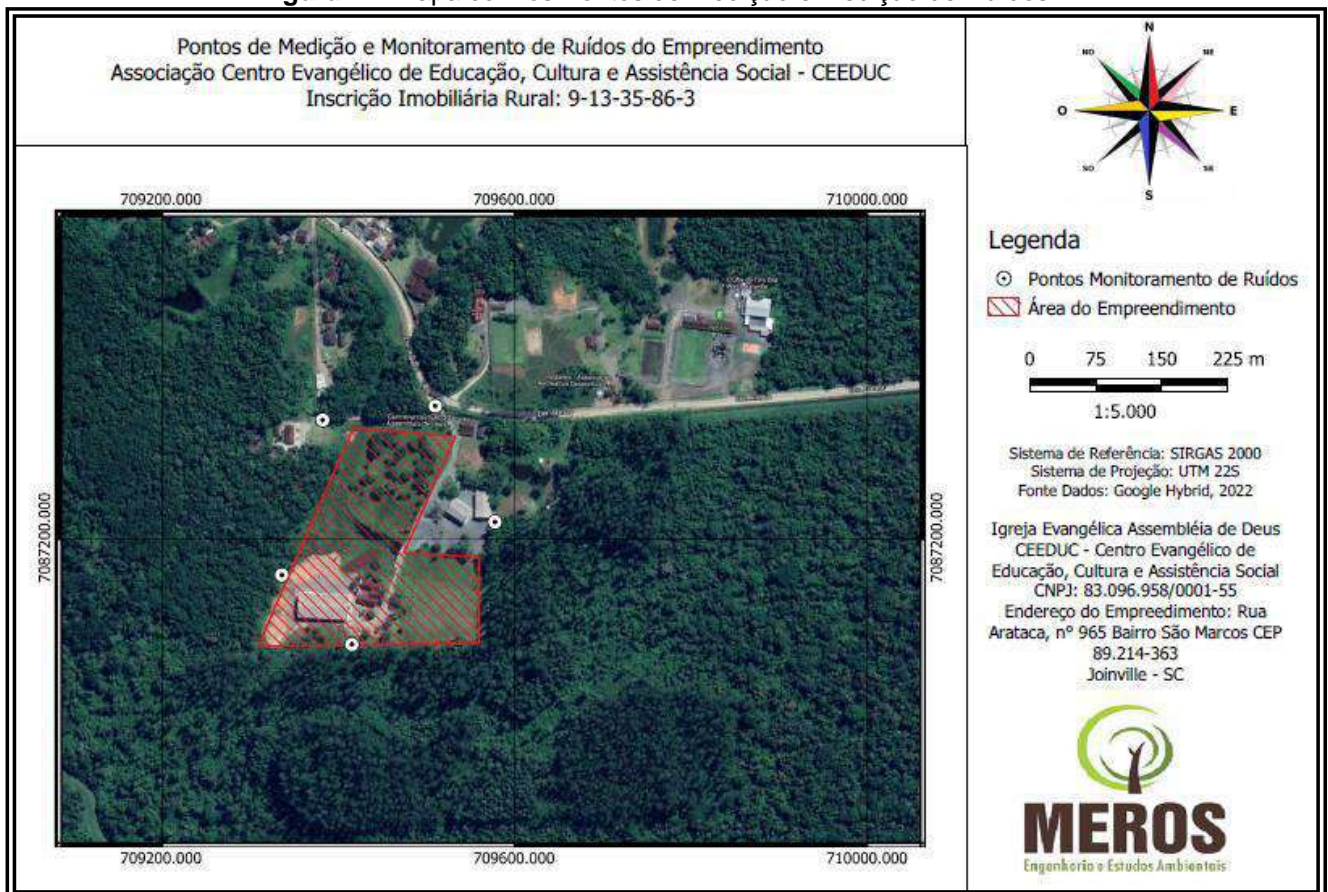 Pontos de Medição e Monitoramento de Ruídos do Empreendimento
Associação Centro Evangélico de Educação, Cultura e Assistência Social - CEEDUC
Inscrição Imobiliária Rural: 9-13-35-86-3
N
NO
NE
O
E
SO
SE
S
709200.000
709600.000
710000.000
7087200.000
7087200.000
709200.000
709600.000
710000.000
Legenda
Pontos Monitoramento de Ruídos
Área do Empreendimento
0 75 150 225 m
1:5.000
Sistema de Referência: SIRGAS 2000
Sistema de Projeção: UTM 22S
Fonte Dados: Google Hybrid, 2022
Igreja Evangélica Assembléia de Deus
CEEDUC - Centro Evangélico de
Educação, Cultura e Assistência Social
CNPJ: 83.096.958/0001-55
Endereço do Empreedimento: Rua
Arataca, nº 965 Bairro São Marcos CEP
89.214-363
Joinville - SC
MEROS
Engenharia e Estudos Ambientais